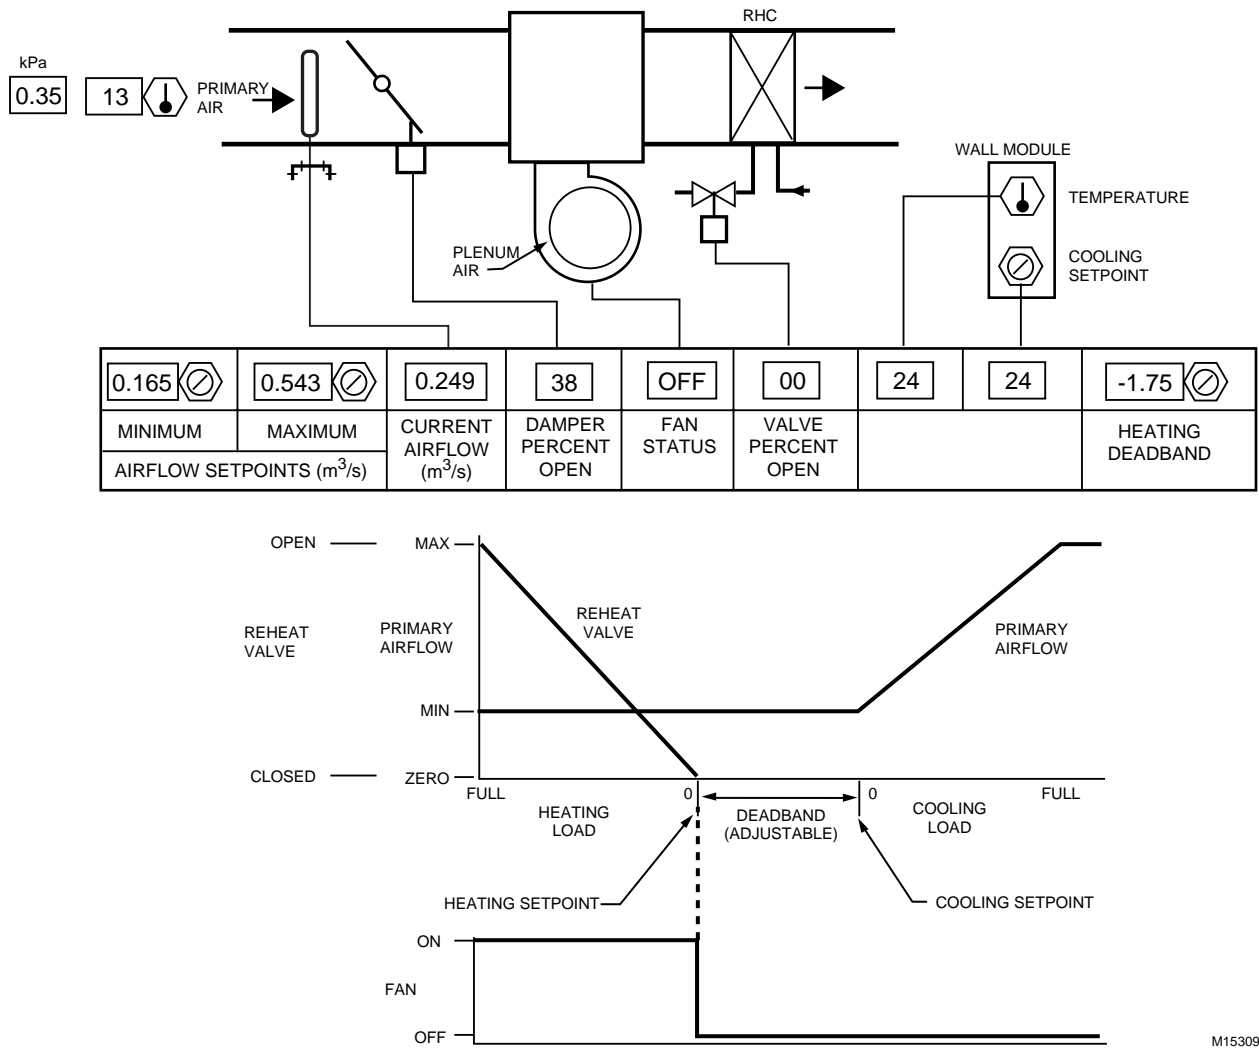 RHC
kPa
0.35
13
PRIMARY
AIR
WALL MODULE
TEMPERATURE
COOLING
SETPOINT
PLENUM
AIR
0.165
0.543
0.249
38
OFF
00
24
24
-1.75
MINIMUM
MAXIMUM
AIRFLOW SETPOINTS (m3/s)
CURRENT
AIRFLOW
(m3/s)
DAMPER
PERCENT
OPEN
FAN
STATUS
VALVE
PERCENT
OPEN
HEATING
DEADBAND
OPEN
MAX
REHEAT
VALVE
PRIMARY
AIRFLOW
REHEAT
VALVE
PRIMARY
AIRFLOW
MIN
CLOSED
ZERO
FULL
HEATING
LOAD
0
DEADBAND
(ADJUSTABLE)
0
COOLING
LOAD
FULL
HEATING SETPOINT
COOLING SETPOINT
ON
FAN
OFF
M15309